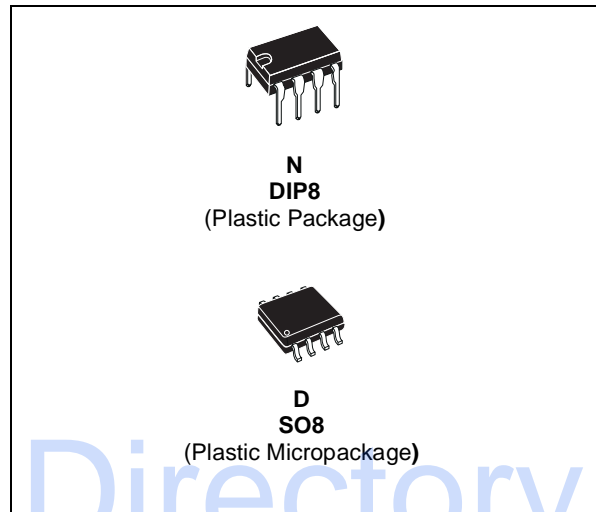 N
DIP8
(Plastic Package)
D
SO8
(Plastic Micropackage)
Directory